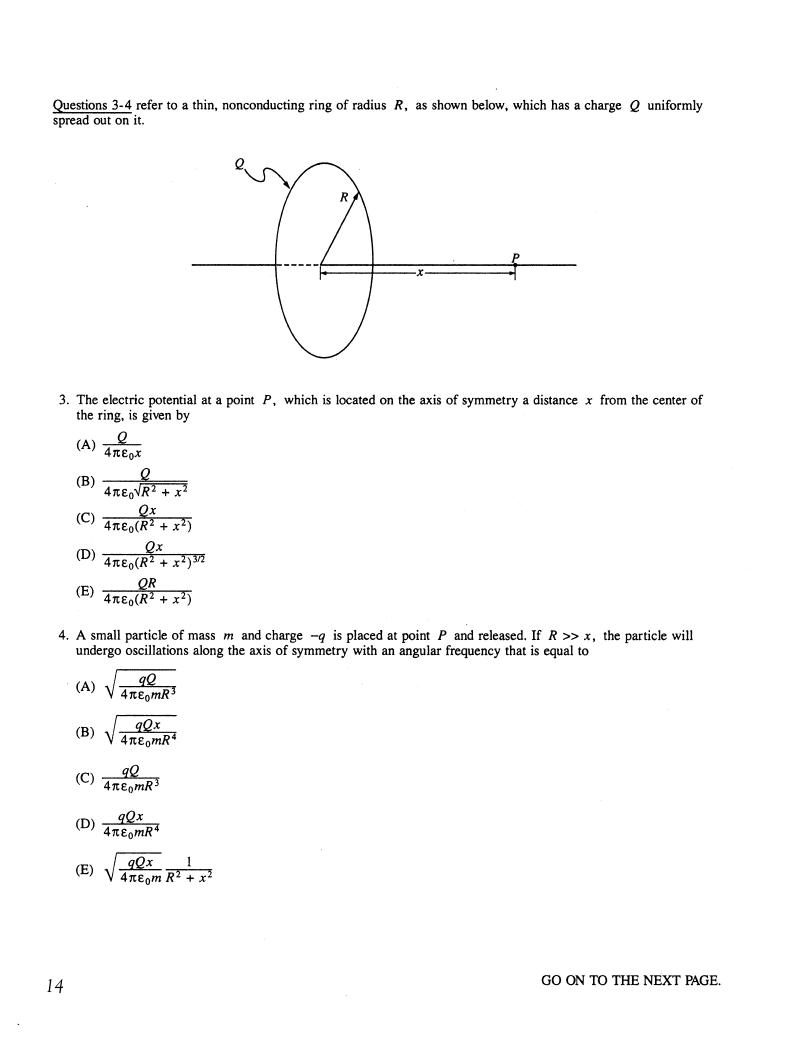 Questions 3-4 refer to a thin, nonconducting ring of radius R, as shown below, which has a charge Q uniformly
spread out on it.
Q
R
P
x
3. The electric potential at a point P, which is located on the axis of symmetry a distance x from the center of
the ring, is given by
(A) Q / 4πε₀x
(B) Q / 4πε₀√(R² + x²)
(C) Qx / 4πε₀(R² + x²)
(D) Qx / 4πε₀(R² + x²)^3/2
(E) QR / 4πε₀(R² + x²)
4. A small particle of mass m and charge −q is placed at point P and released. If R >> x, the particle will
undergo oscillations along the axis of symmetry with an angular frequency that is equal to
(A) √(qQ / 4πε₀mR³)
(B) √(qQx / 4πε₀mR⁴)
(C) qQ / 4πε₀mR³
(D) qQx / 4πε₀mR⁴
(E) √(qQx / 4πε₀m) 1 / R² + x²
14
GO ON TO THE NEXT PAGE.